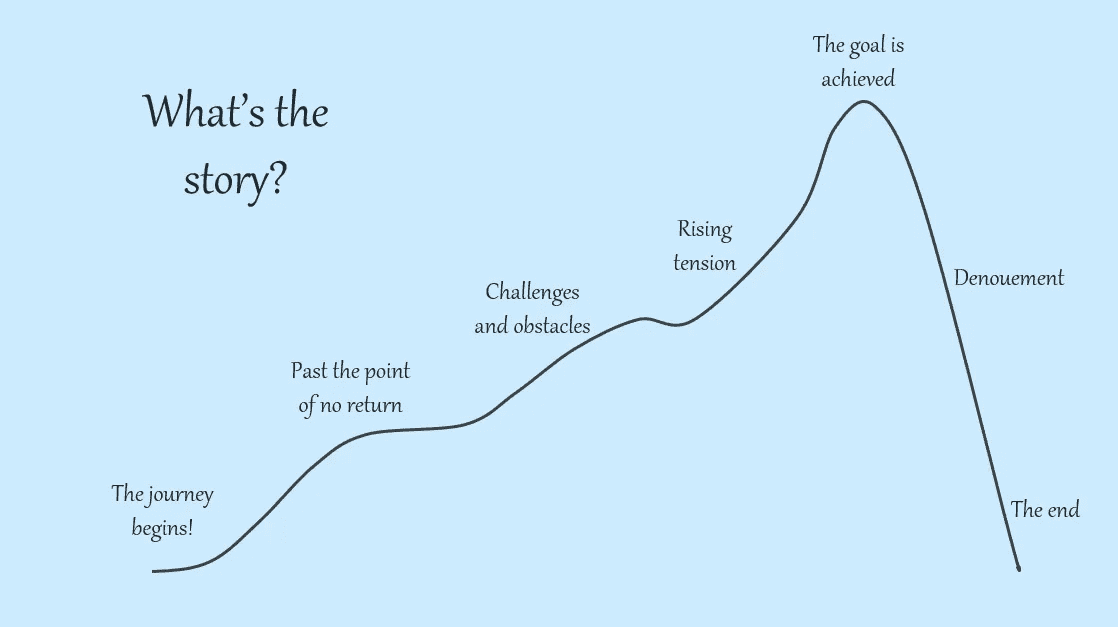 What's the
story?
The journey
begins!
Past the point
of no return
Challenges
and obstacles
Rising
tension
The goal is
achieved
Denouement
The end